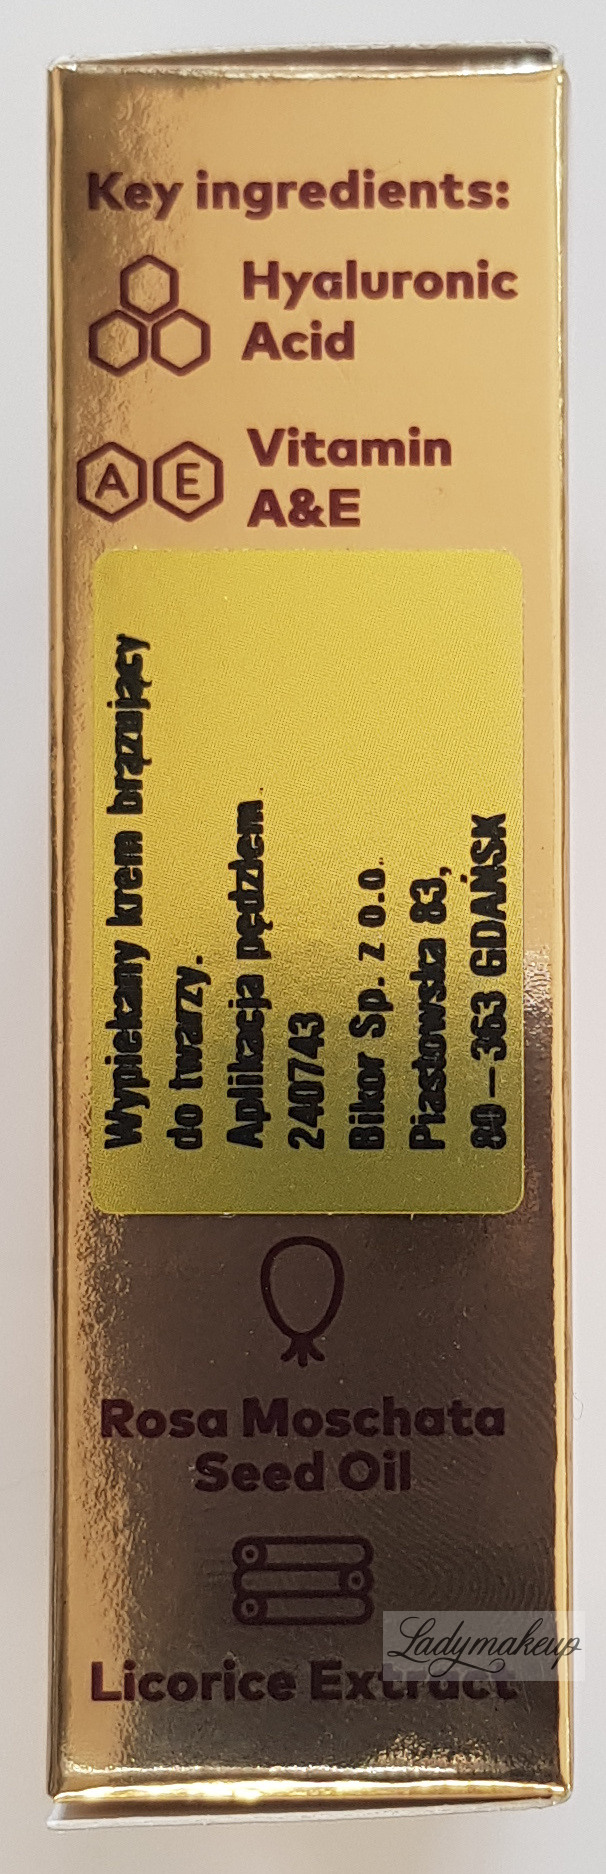 Key ingredients:
Hyaluronic
Acid
A E
Vitamin
A&E
Wypiekany krem brązujący
do twarzy.
Aplikacja pędzlem.
240743
Bikor Sp. z o.o.
Piastowska 83,
80-363 GDAŃSK
Rosa Moschata
Seed Oil
Licorice Extract
Ladymakeup